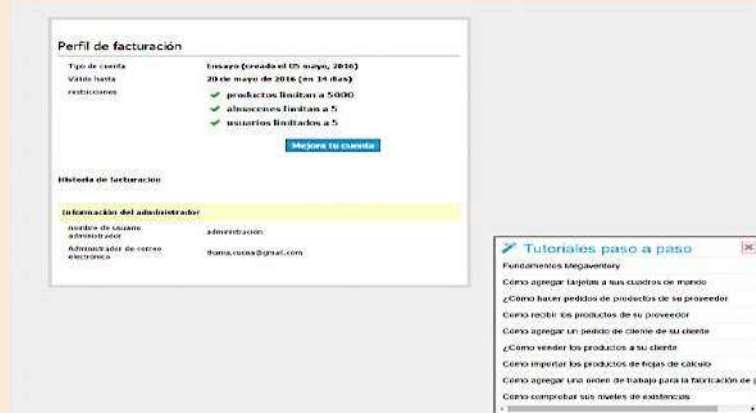 Perfil de facturación
Tipo de cuenta Ensayo (creado el 05 mayo, 2016)
Válido hasta 20 de mayo de 2016 (en 14 días)
restricciones
productos limitan a 5000
almacenes limitan a 5
usuarios limitados a 5
Mejora tu cuenta
Historia de facturación
Información del administrador
nombre de usuario administrador administración
Administrador de correo electrónico @gmail.com
Tutoriales paso a paso
Fundamentos Megaventory
Cómo agregar tarjetas a sus cuadros de mando
¿Cómo hacer pedidos de productos de su proveedor
Cómo recibir los productos de su proveedor
Cómo agregar un pedido de cliente de su cliente
¿Cómo vender los productos a su cliente
Cómo importar los productos de hojas de cálculo
Cómo agregar una orden de trabajo para la fabricación de p
Cómo comprobar sus niveles de existencias